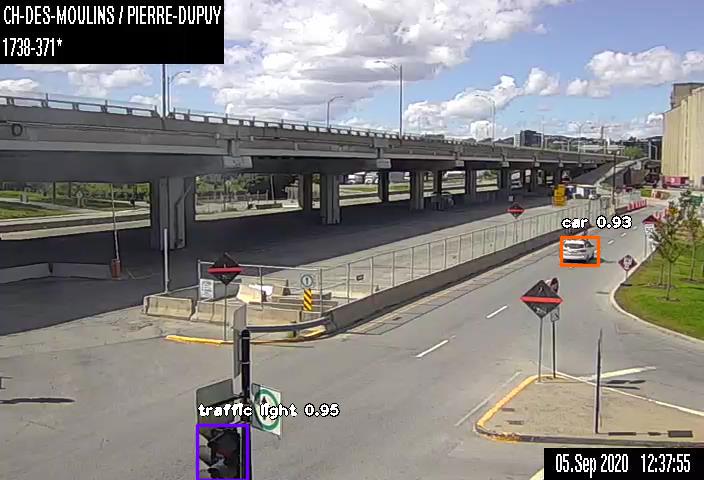 CH-DES-MOULINS / PIERRE-DUPUY
1738-371*
car 0.93
traffic light 0.95
05.Sep 2020 12:37:55